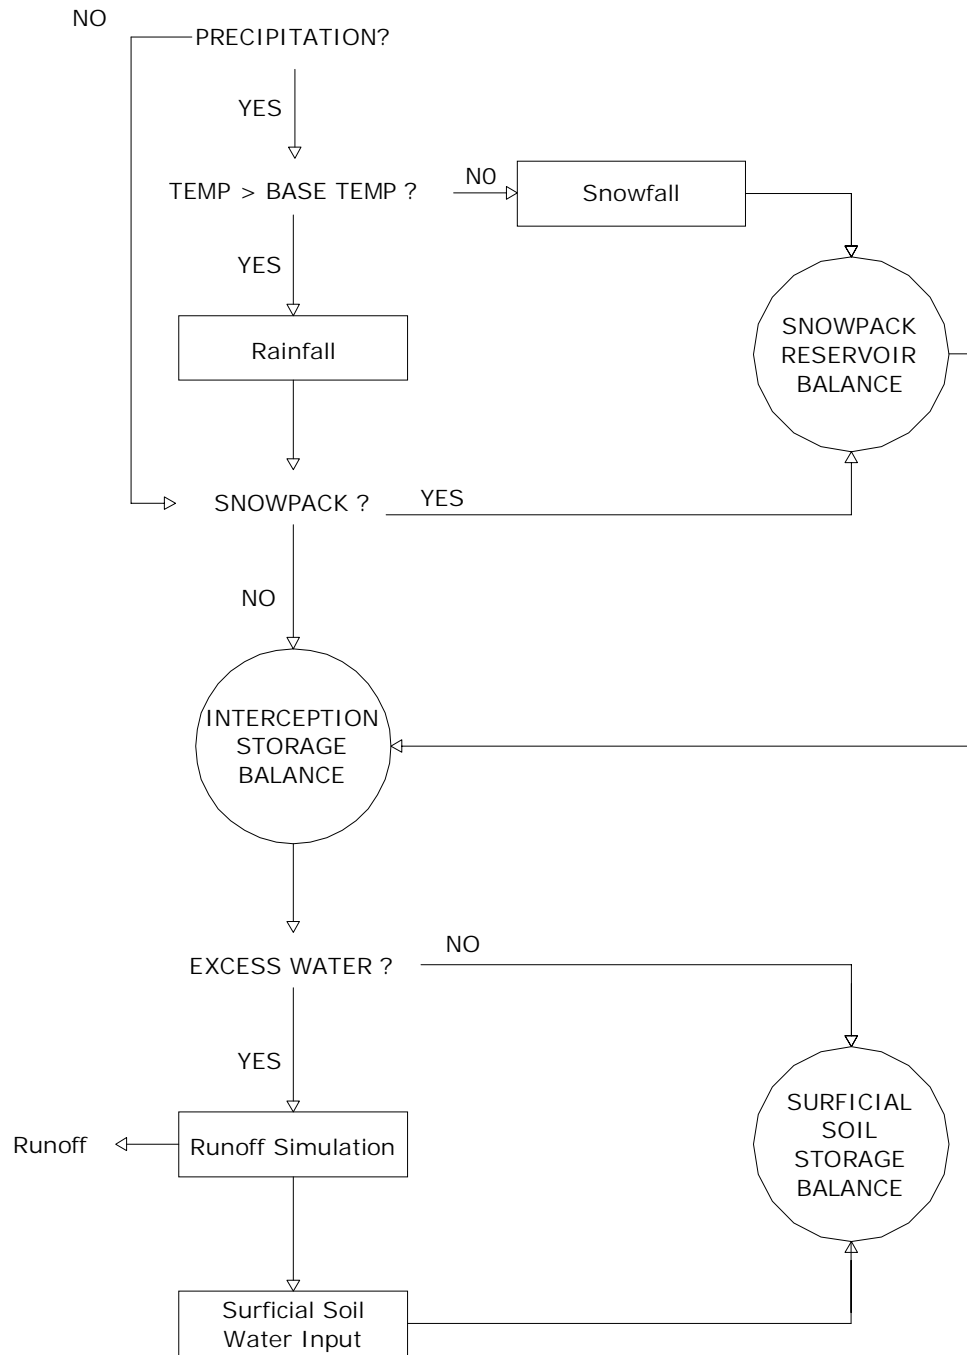 NO
PRECIPITATION?
YES
TEMP > BASE TEMP ?
N0
Snowfall
YES
Rainfall
SNOWPACK
RESERVOIR
BALANCE
SNOWPACK ?
YES
NO
INTERCEPTION
STORAGE
BALANCE
EXCESS WATER ?
NO
YES
Runoff
Runoff Simulation
SURFICIAL
SOIL
STORAGE
BALANCE
Surficial Soil
Water Input